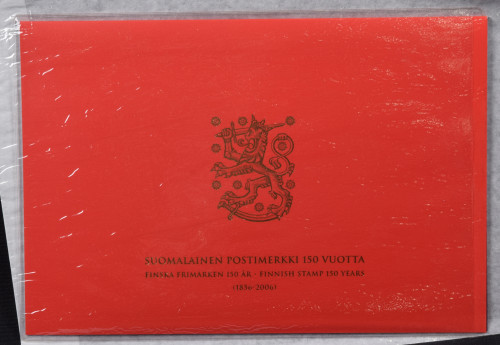 SUOMALAINEN POSTIMERKKI 150 VUOTTA
FINSKA FRIMÄRKEN 150 ÅR · FINNISH STAMP 150 YEARS
(1856-2006)